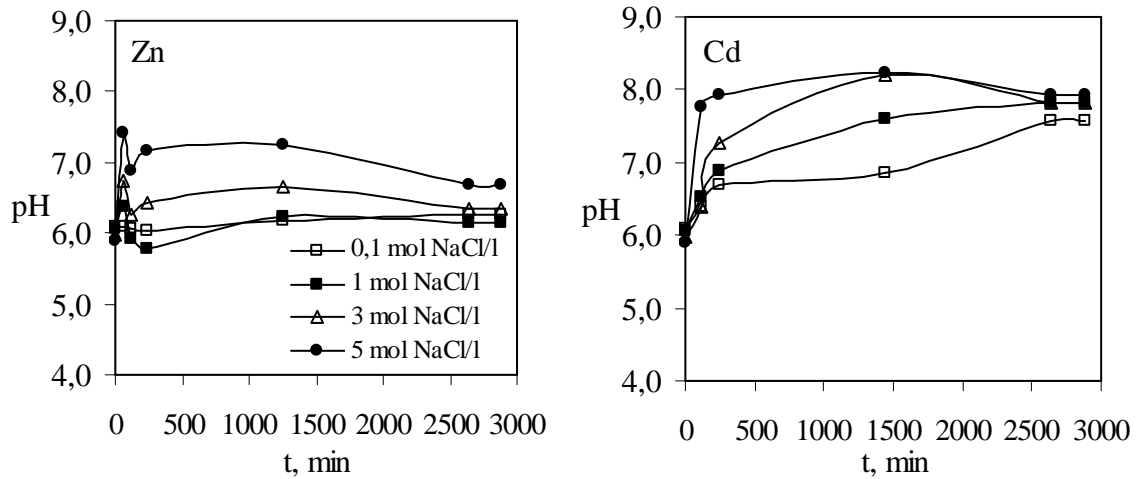 Zn
9,0
8,0
7,0
6,0
5,0
4,0
pH
0,1 mol NaCl/l
1 mol NaCl/l
3 mol NaCl/l
5 mol NaCl/l
0 500 1000 1500 2000 2500 3000
t, min
Cd
9,0
8,0
7,0
6,0
5,0
4,0
pH
0 500 1000 1500 2000 2500 3000
t, min